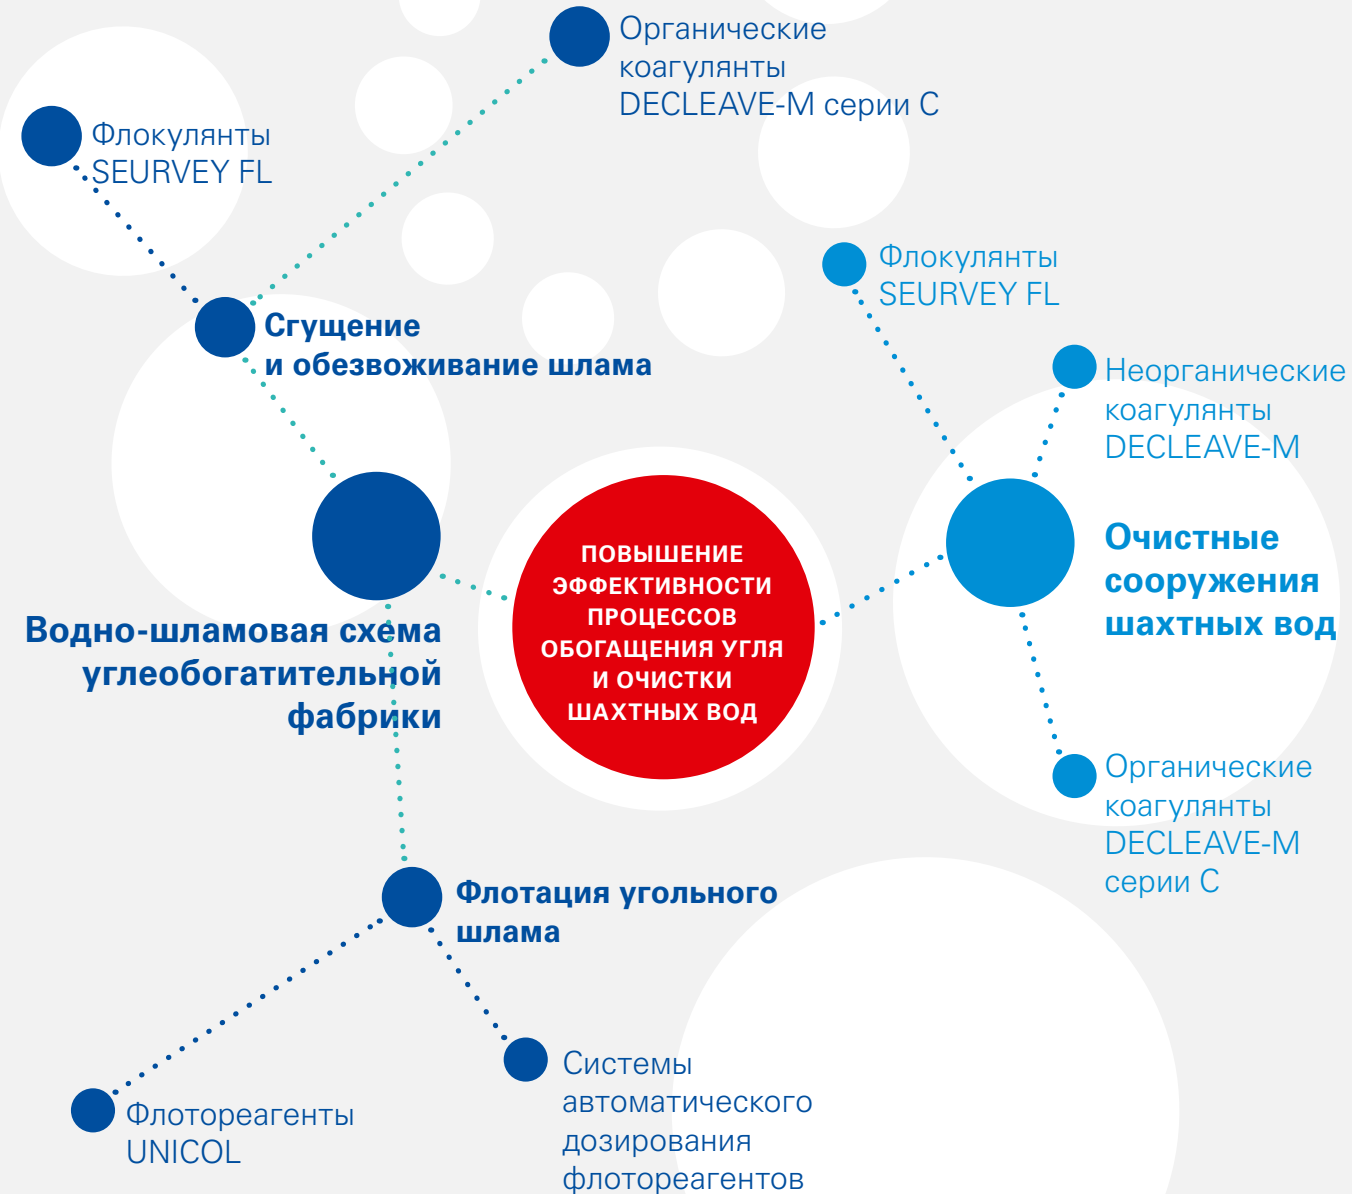 Органические
коагулянты
DECLEAVE-M серии С
Флокулянты
SEURVEY FL
Сгущение
и обезвоживание шлама
Флокулянты
SEURVEY FL
Неорганические
коагулянты
DECLEAVE-M
Очистные
сооружения
шахтных вод
Органические
коагулянты
DECLEAVE-M
серии С
ПОВЫШЕНИЕ
ЭФФЕКТИВНОСТИ
ПРОЦЕССОВ
ОБОГАЩЕНИЯ УГЛЯ
И ОЧИСТКИ
ШАХТНЫХ ВОД
Водно-шламовая схема
углеобогатительной
фабрики
Флотация угольного
шлама
Флотореагенты
UNICOL
Системы
автоматического
дозирования
флотореагентов